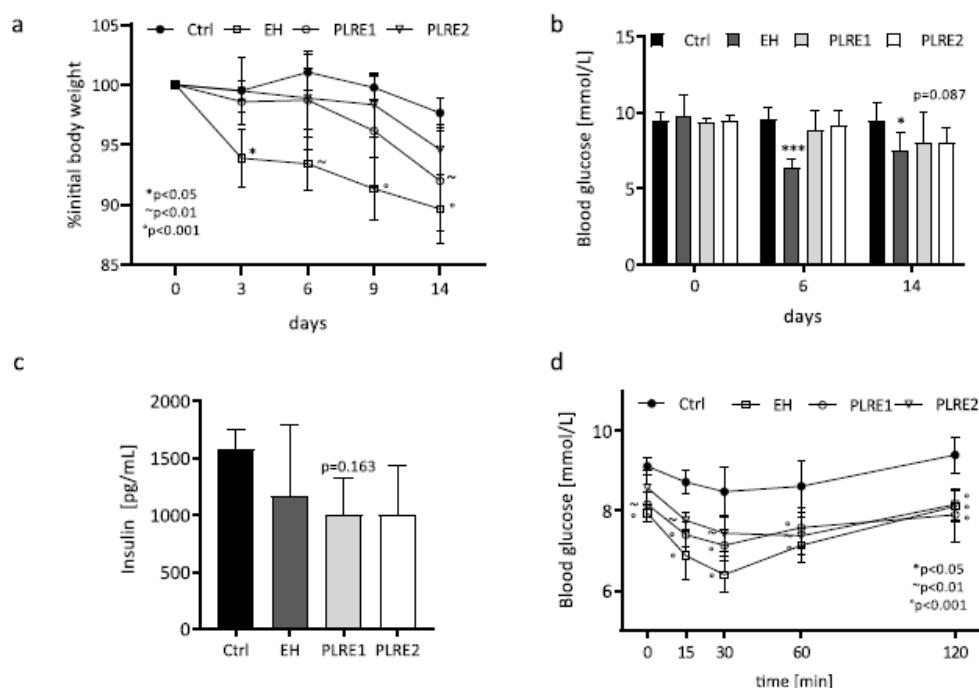 a
Ctrl EH PLRE1 PLRE2
105
100
95
90
85
%initial body weight
*p<0.05
~p<0.01
°p<0.001
*
~
°
~
°
0 3 6 9 14
days
b
Ctrl EH PLRE1 PLRE2
15
10
5
0
Blood glucose [mmol/L]
p=0.087
***
*
0 6 14
days
c
2000
1500
1000
500
0
Insulin [pg/mL]
p=0.163
Ctrl EH PLRE1 PLRE2
d
Ctrl EH PLRE1 PLRE2
10
8
6
Blood glucose [mmol/L]
~ ~ ~ ° °
° ° ° ~ °
° ° °
*p<0.05
~p<0.01
°p<0.001
0 15 30 60 120
time [min]